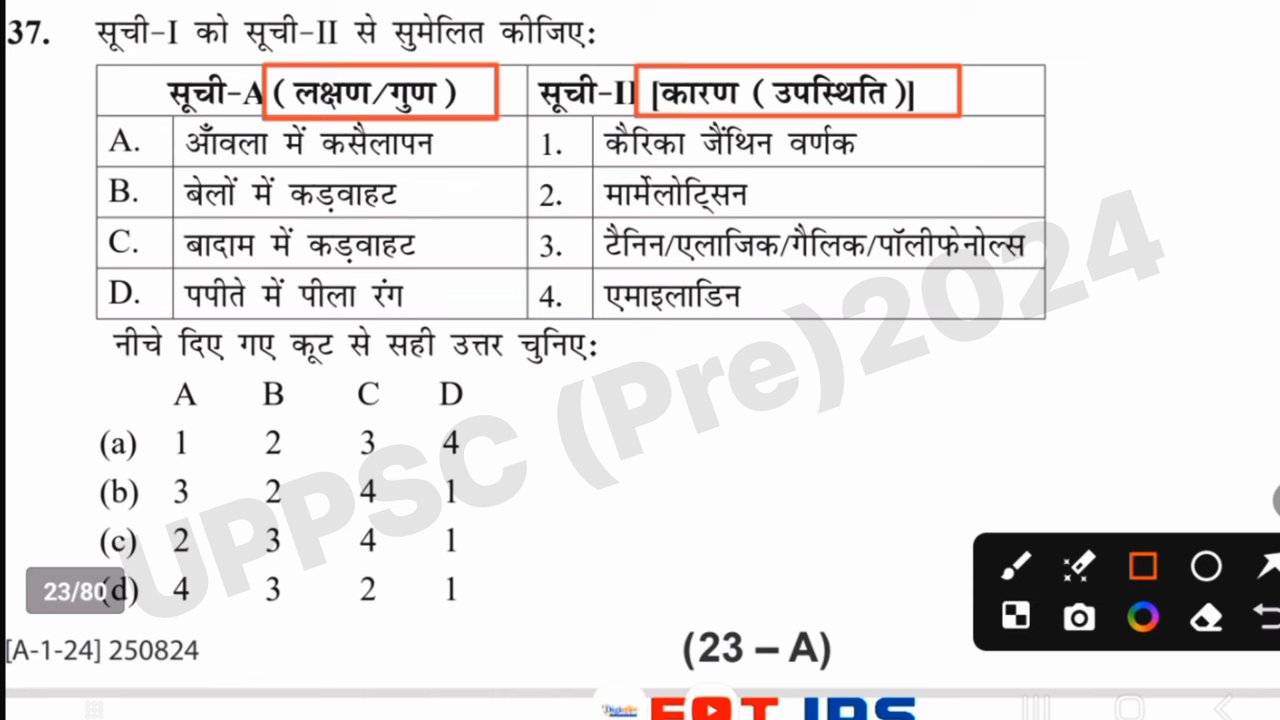 37. सूची-I को सूची-II से सुमेलित कीजिए:
सूची-A ( लक्षण/गुण ) सूची-II [कारण ( उपस्थिति )]
A. आँवला में कसैलापन 1. कैरिका जैंथिन वर्णक
B. बेलों में कड़वाहट 2. मार्मेलोट्सिन
C. बादाम में कड़वाहट 3. टैनिन/एलाजिक/गैलिक/पॉलीफेनोल्स
D. पपीते में पीला रंग 4. एमाइलाडिन
नीचे दिए गए कूट से सही उत्तर चुनिए:
A B C D
(a) 1 2 3 4
(b) 3 2 4 1
(c) 2 3 4 1
(d) 4 3 2 1
23/80
UPPSC (Pre) 2024
[A-1-24] 250824
(23 – A)